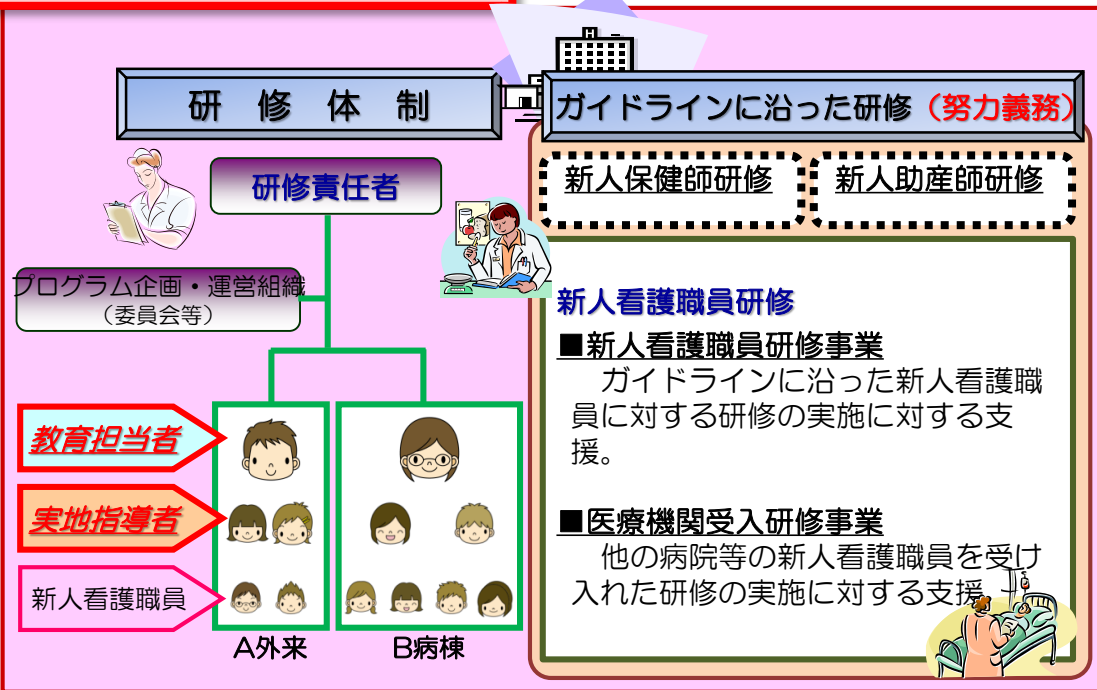 研修体制
研修責任者
プログラム企画・運営組織
（委員会等）
教育担当者
実地指導者
新人看護職員
A外来
B病棟
ガイドラインに沿った研修（努力義務）
新人保健師研修
新人助産師研修
新人看護職員研修
■新人看護職員研修事業
ガイドラインに沿った新人看護職
員に対する研修の実施に対する支
援。
■医療機関受入研修事業
他の病院等の新人看護職員を受け
入れた研修の実施に対する支援